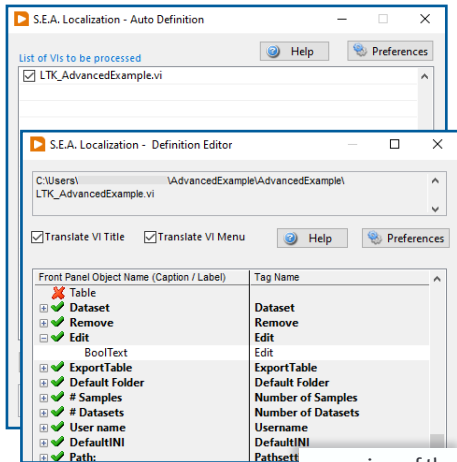 S.E.A. Localization - Auto Definition
Help
Preferences
List of VIs to be processed
LTK_AdvancedExample.vi
S.E.A. Localization - Definition Editor
C:\Users\ \AdvancedExample\AdvancedExample\
LTK_AdvancedExample.vi
Translate VI Title Translate VI Menu Help Preferences
Front Panel Object Name (Caption / Label) Tag Name
Table
Dataset Dataset
Remove Remove
Edit Edit
BoolText Edit
ExportTable ExportTable
Default Folder Default Folder
# Samples Number of Samples
# Datasets Number of Datasets
User name Username
DefaultINI DefaultINI
Path: Pathsett